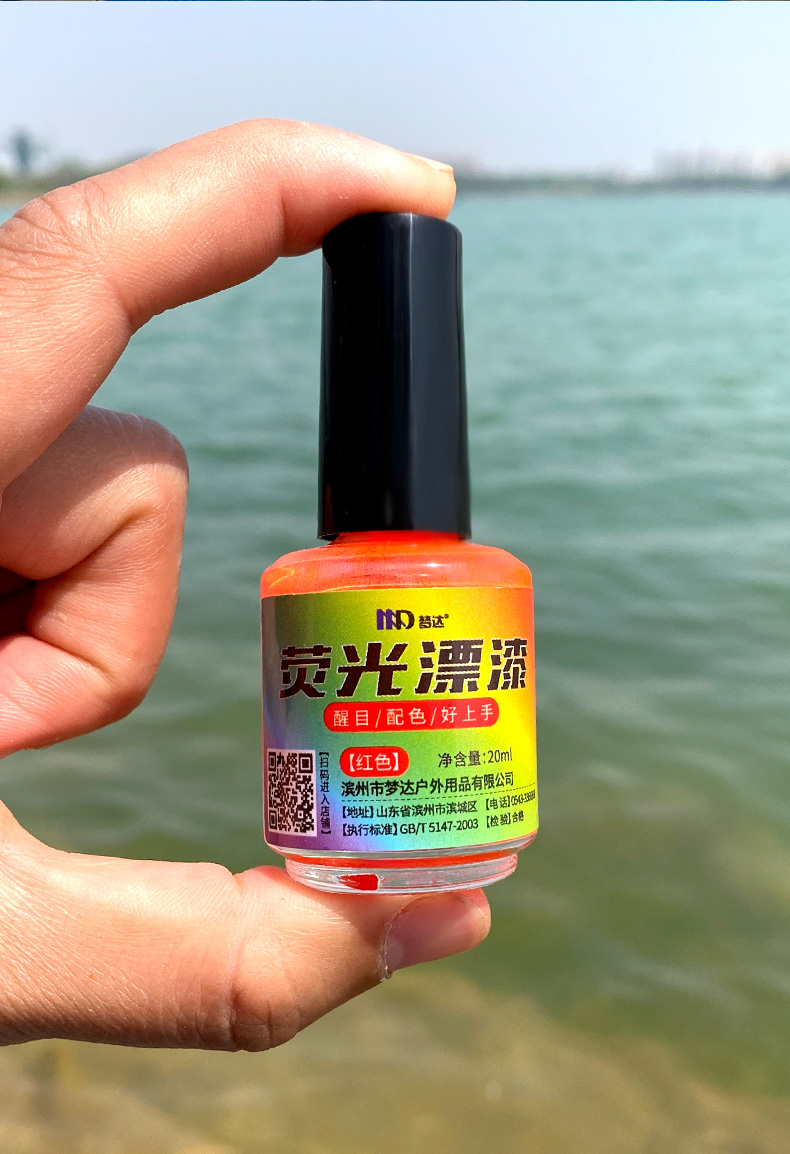 MD 梦达®
荧光漂漆
醒目/配色/好上手
【红色】 净含量:20ml
【扫码进入店铺】
滨州市梦达户外用品有限公司
【地址】山东省滨州市滨城区 【电话】0543-
【执行标准】GB/T 5147-2003 【检验】合格